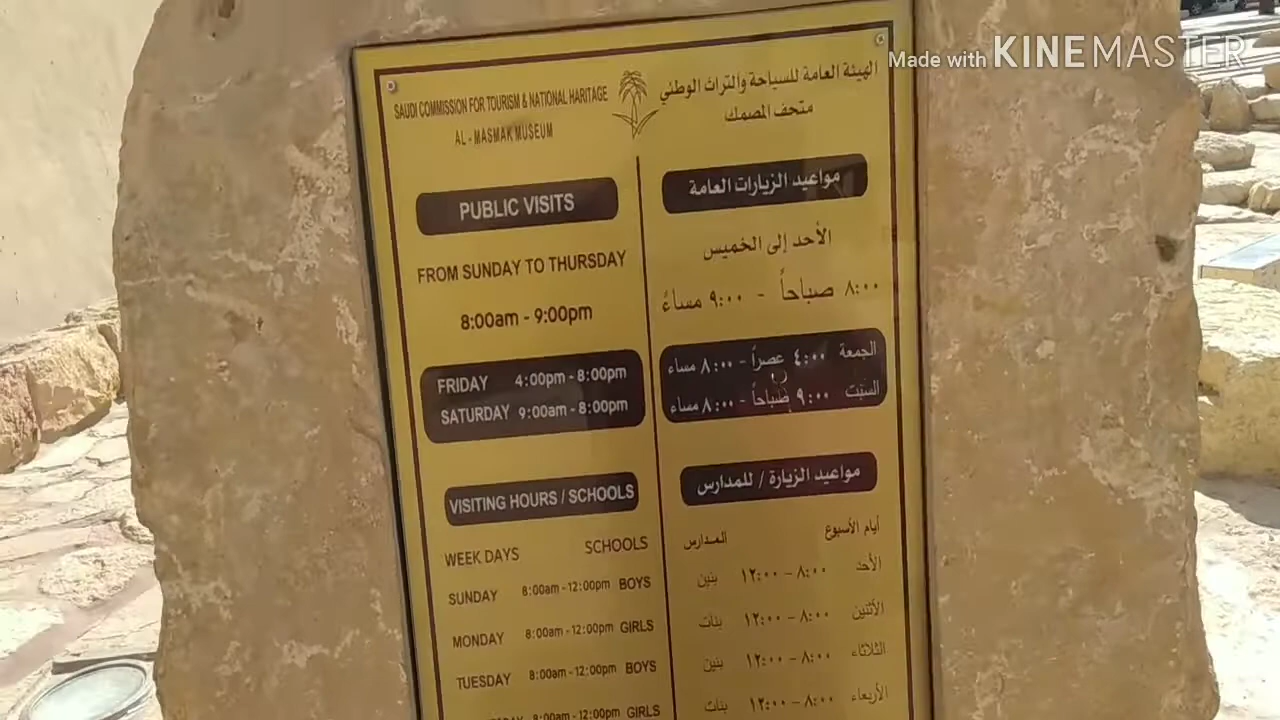 Made with KINEMASTER
SAUDI COMMISSION FOR TOURISM & NATIONAL HARITAGE
AL - MASMAK MUSEUM
PUBLIC VISITS
FROM SUNDAY TO THURSDAY
8:00am - 9:00pm
FRIDAY 4:00pm - 8:00pm
SATURDAY 9:00am - 8:00pm
VISITING HOURS / SCHOOLS
WEEK DAYS SCHOOLS
SUNDAY 8:00am - 12:00pm BOYS
MONDAY 8:00am - 12:00pm GIRLS
TUESDAY 8:00am - 12:00pm BOYS
8:00am - 12:00pm GIRLS
الهيئة العامة للسياحة والتراث الوطني
متحف المصمك
مواعيد الزيارات العامة
الأحد إلى الخميس
٨:٠٠ صباحاً - ٩:٠٠ مساءً
الجمعة ٤:٠٠ عصراً - ٨:٠٠ مساء
السبت ٩:٠٠ صباحاً - ٨:٠٠ مساء
مواعيد الزيارة / للمدارس
أيام الأسبوع المدارس
الأحد ٨:٠٠ - ١٢:٠٠ بنين
الأثنين ٨:٠٠ - ١٢:٠٠ بنات
الثلاثاء ٨:٠٠ - ١٢:٠٠ بنين
الأربعاء ٨:٠٠ - ١٢:٠٠ بنات